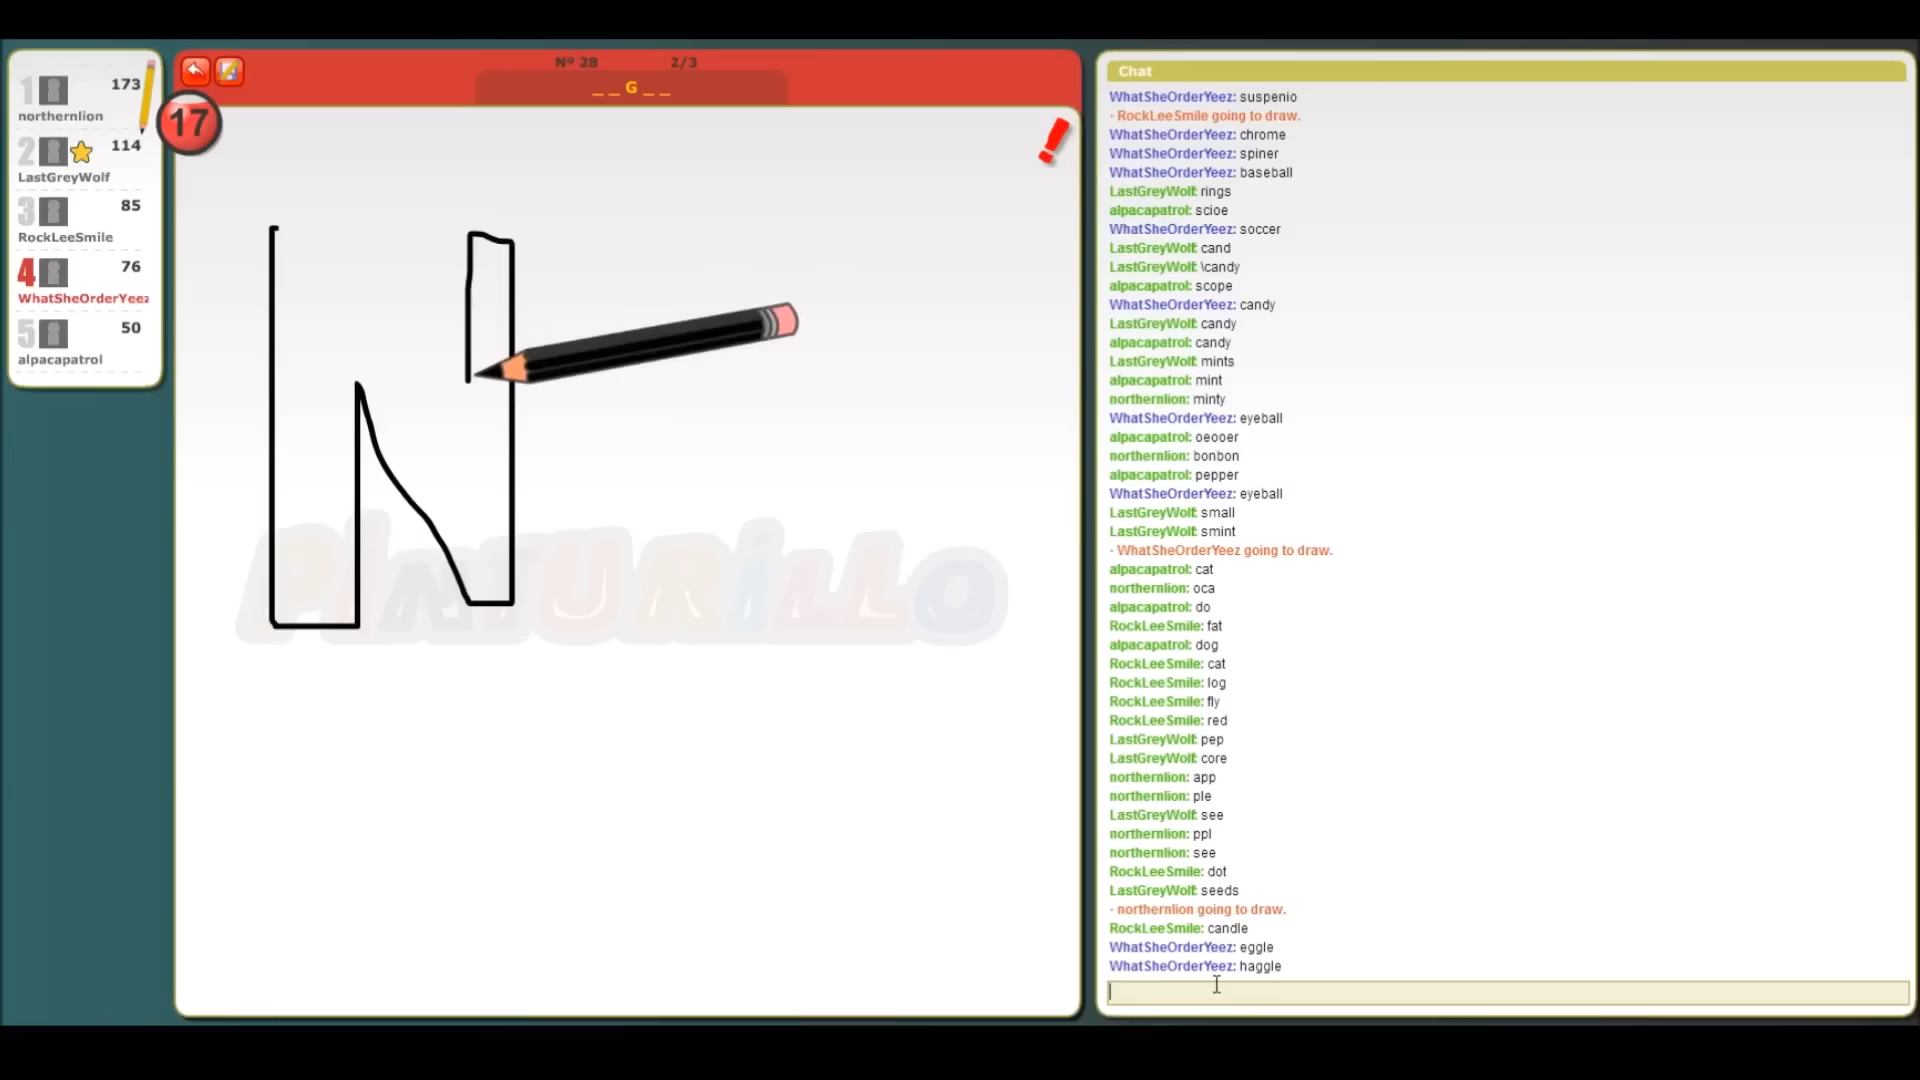 1 173
northernlion
2 114
LastGreyWolf
3 85
RockLeeSmile
4 76
WhatSheOrderYeez
5 50
alpacapatrol
17
Nº 28 2/3
_ _ G _ _
PiNTURiLLO
Chat
WhatSheOrderYeez: suspenio
· RockLeeSmile going to draw.
WhatSheOrderYeez: chrome
WhatSheOrderYeez: spiner
WhatSheOrderYeez: baseball
LastGreyWolf: rings
alpacapatrol: scioe
WhatSheOrderYeez: soccer
LastGreyWolf: cand
LastGreyWolf: \candy
alpacapatrol: scope
WhatSheOrderYeez: candy
LastGreyWolf: candy
alpacapatrol: candy
LastGreyWolf: mints
alpacapatrol: mint
northernlion: minty
WhatSheOrderYeez: eyeball
alpacapatrol: oeooer
northernlion: bonbon
alpacapatrol: pepper
WhatSheOrderYeez: eyeball
LastGreyWolf: small
LastGreyWolf: smint
· WhatSheOrderYeez going to draw.
alpacapatrol: cat
northernlion: oca
alpacapatrol: do
RockLeeSmile: fat
alpacapatrol: dog
RockLeeSmile: cat
RockLeeSmile: log
RockLeeSmile: fly
RockLeeSmile: red
LastGreyWolf: pep
LastGreyWolf: core
northernlion: app
northernlion: ple
LastGreyWolf: see
northernlion: ppl
northernlion: see
RockLeeSmile: dot
LastGreyWolf: seeds
· northernlion going to draw.
RockLeeSmile: candle
WhatSheOrderYeez: eggle
WhatSheOrderYeez: haggle